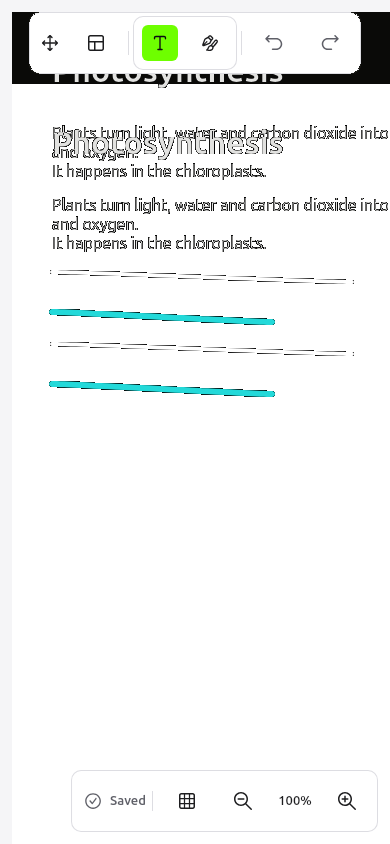 Photosynthesis
Plants turn light, water and carbon dioxide into
Photosynthesis
and oxygen.
It happens in the chloroplasts.
Plants turn light, water and carbon dioxide into
and oxygen.
It happens in the chloroplasts.
Saved
100%